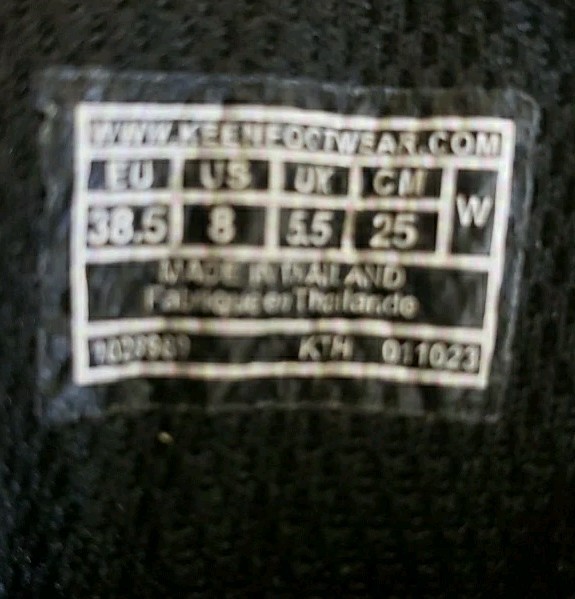 WWW.KEENFOOTWEAR.COM
EU US UK CM W
38.5 8 5.5 25
MADE IN THAILAND
Fabriqué en Thaïlande
KTH 011023